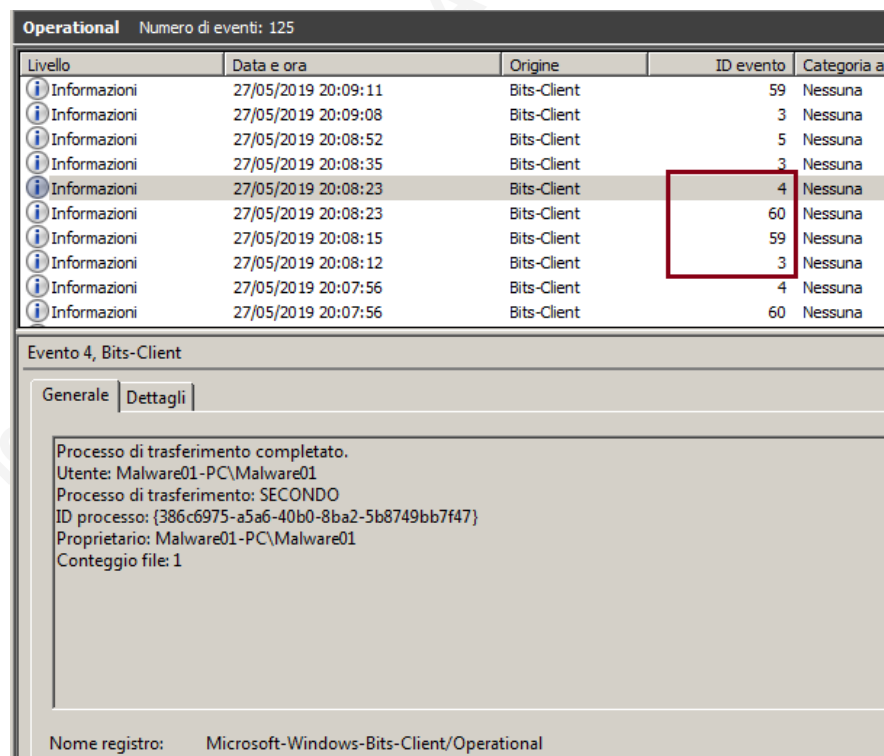 Operational Numero di eventi: 125
Livello Data e ora Origine ID evento Categoria a
Informazioni 27/05/2019 20:09:11 Bits-Client 59 Nessuna
Informazioni 27/05/2019 20:09:08 Bits-Client 3 Nessuna
Informazioni 27/05/2019 20:08:52 Bits-Client 5 Nessuna
Informazioni 27/05/2019 20:08:35 Bits-Client 3 Nessuna
Informazioni 27/05/2019 20:08:23 Bits-Client 4 Nessuna
Informazioni 27/05/2019 20:08:23 Bits-Client 60 Nessuna
Informazioni 27/05/2019 20:08:15 Bits-Client 59 Nessuna
Informazioni 27/05/2019 20:08:12 Bits-Client 3 Nessuna
Informazioni 27/05/2019 20:07:56 Bits-Client 4 Nessuna
Informazioni 27/05/2019 20:07:56 Bits-Client 60 Nessuna
Evento 4, Bits-Client
Generale Dettagli
Processo di trasferimento completato.
Utente: Malware01-PC\Malware01
Processo di trasferimento: SECONDO
ID processo: {386c6975-a5a6-40b0-8ba2-5b8749bb7f47}
Proprietario: Malware01-PC\Malware01
Conteggio file: 1
Nome registro: Microsoft-Windows-Bits-Client/Operational